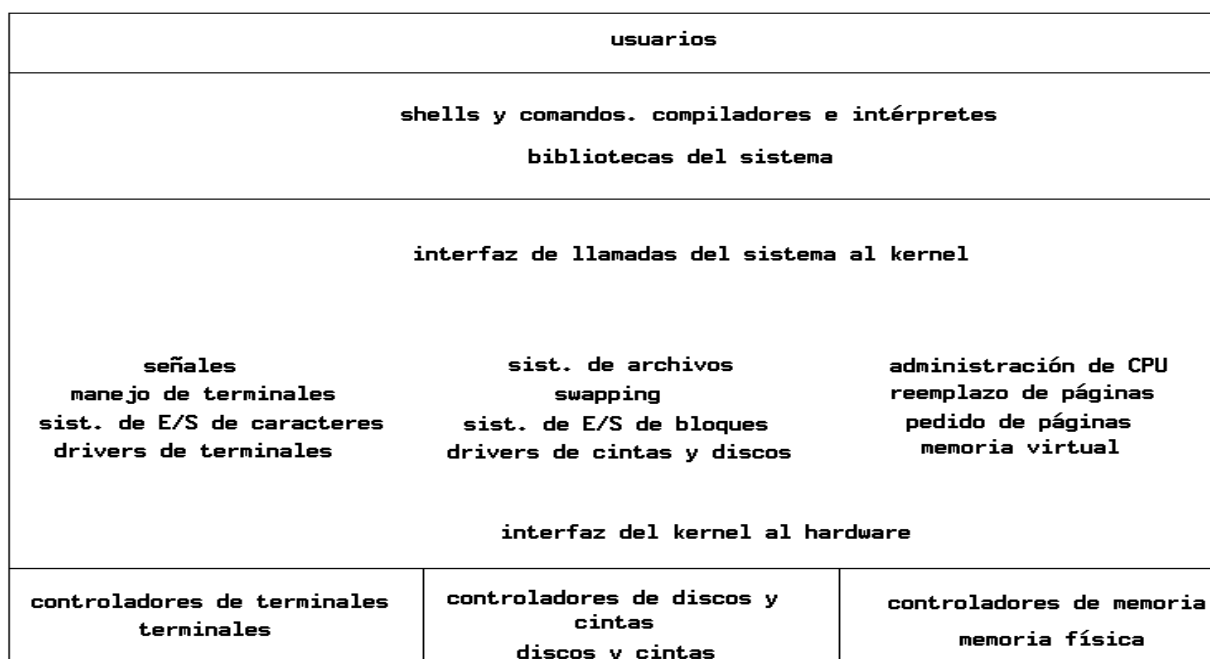 usuarios
shells y comandos. compiladores e intérpretes
bibliotecas del sistema
interfaz de llamadas del sistema al kernel
señales
manejo de terminales
sist. de E/S de caracteres
drivers de terminales
sist. de archivos
swapping
sist. de E/S de bloques
drivers de cintas y discos
administración de CPU
reemplazo de páginas
pedido de páginas
memoria virtual
interfaz del kernel al hardware
controladores de terminales
terminales
controladores de discos y
cintas
discos y cintas
controladores de memoria
memoria física